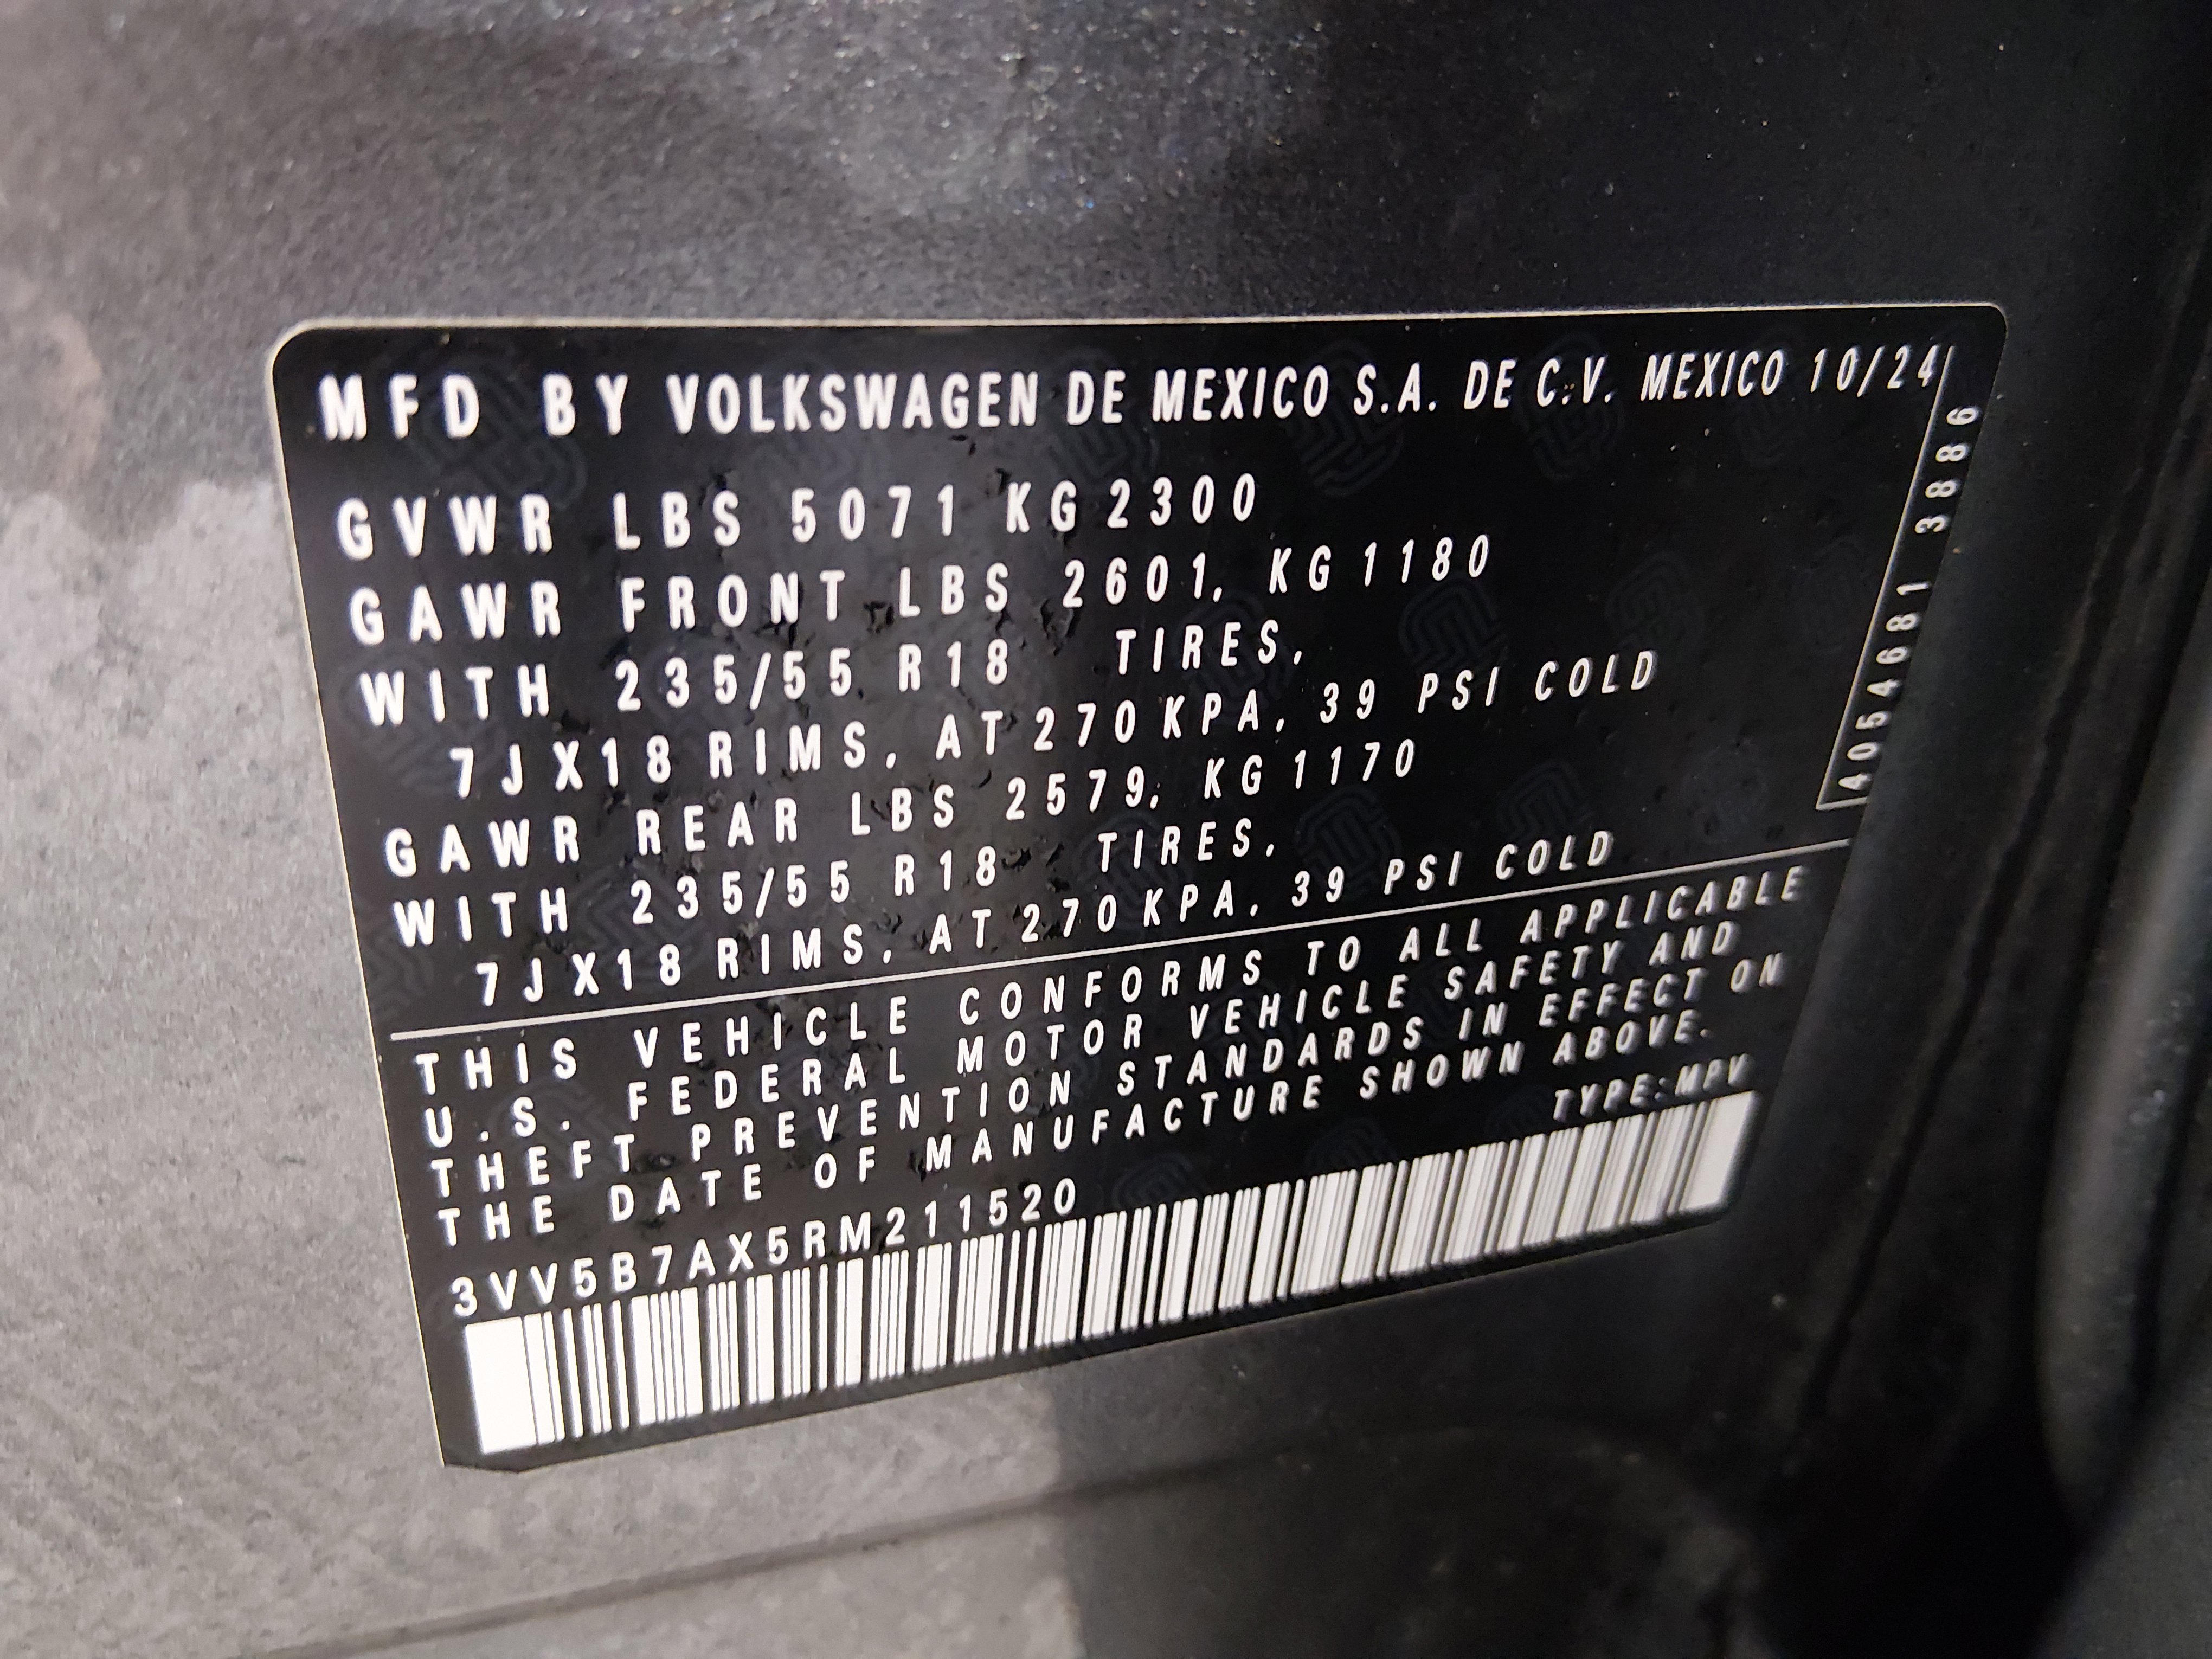 MFD BY VOLKSWAGEN DE MEXICO S.A. DE C.V. MEXICO 10/24
GVWR LBS 5071 KG 2300
GAWR FRONT LBS 2601, KG 1180
WITH 235/55 R18 TIRES,
7JX18 RIMS, AT 270 KPA, 39 PSI COLD
GAWR REAR LBS 2579, KG 1170
WITH 235/55 R18 TIRES,
7JX18 RIMS, AT 270 KPA, 39 PSI COLD
4054681 3886
THIS VEHICLE CONFORMS TO ALL APPLICABLE
U.S. FEDERAL MOTOR VEHICLE SAFETY AND
THEFT PREVENTION STANDARDS IN EFFECT ON
THE DATE OF MANUFACTURE SHOWN ABOVE.
TYPE:MPV
3VV5B7AX5RM211520